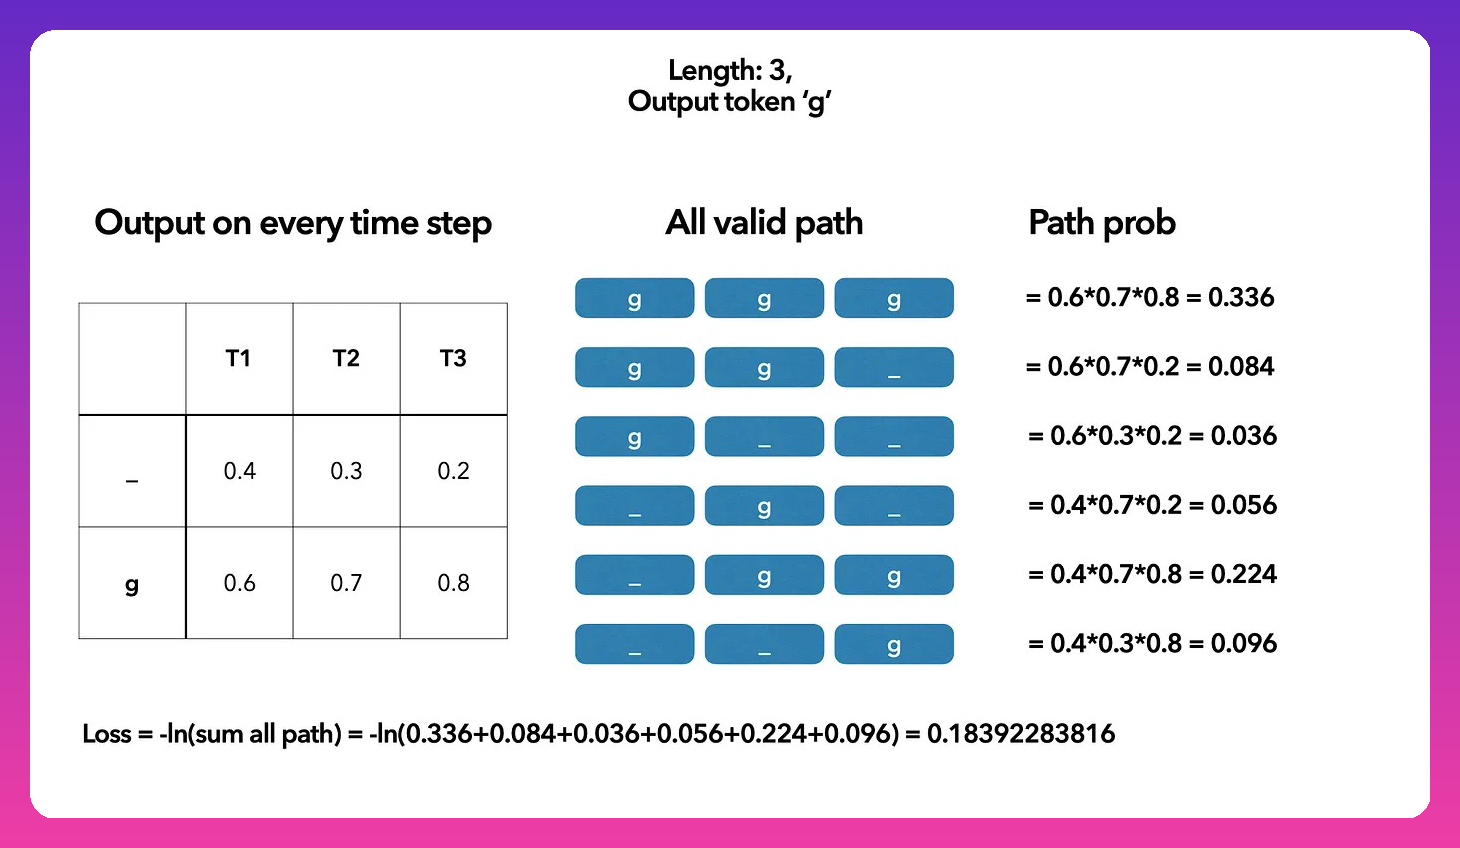 Length: 3,
Output token ‘g’
Output on every time step
All valid path
Path prob
T1 T2 T3
_ 0.4 0.3 0.2
g 0.6 0.7 0.8
g g g = 0.6*0.7*0.8 = 0.336
g g _ = 0.6*0.7*0.2 = 0.084
g _ _ = 0.6*0.3*0.2 = 0.036
_ g _ = 0.4*0.7*0.2 = 0.056
_ g g = 0.4*0.7*0.8 = 0.224
_ _ g = 0.4*0.3*0.8 = 0.096
Loss = -ln(sum all path) = -ln(0.336+0.084+0.036+0.056+0.224+0.096) = 0.18392283816